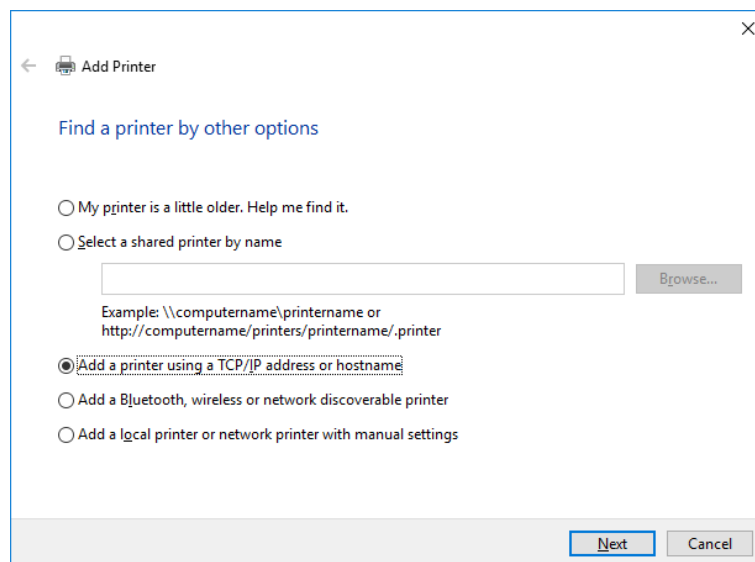 Add Printer
Find a printer by other options
My printer is a little older. Help me find it.
Select a shared printer by name
Browse...
Example: \\computername\printername or
http://computername/printers/printername/.printer
Add a printer using a TCP/IP address or hostname
Add a Bluetooth, wireless or network discoverable printer
Add a local printer or network printer with manual settings
Next Cancel